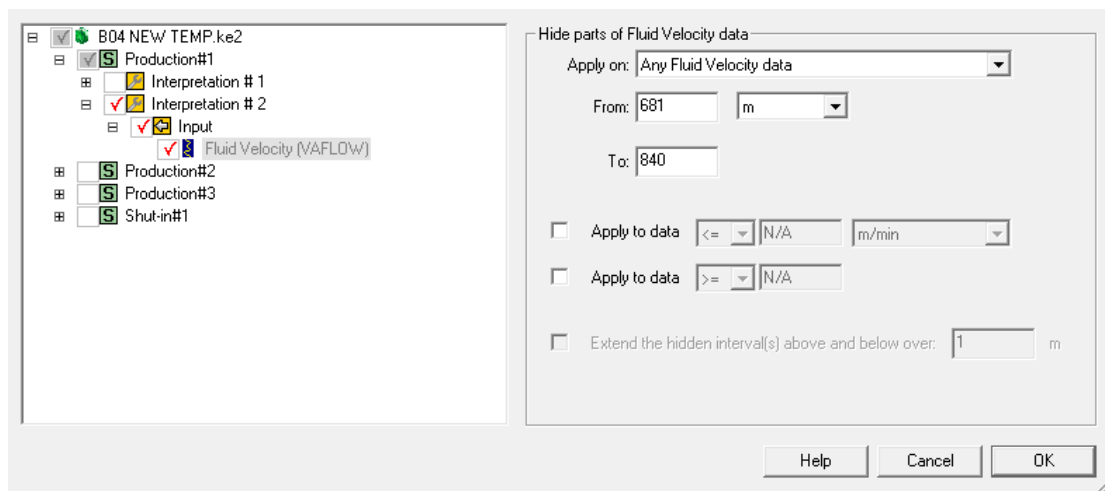 B04 NEW TEMP.ke2
Production#1
Interpretation # 1
Interpretation # 2
Input
Fluid Velocity (VAFLOW)
Production#2
Production#3
Shut-in#1
Hide parts of Fluid Velocity data
Apply on: Any Fluid Velocity data
From: 681 m
To: 840
Apply to data <= N/A m/min
Apply to data >= N/A
Extend the hidden interval(s) above and below over: 1 m
Help Cancel OK